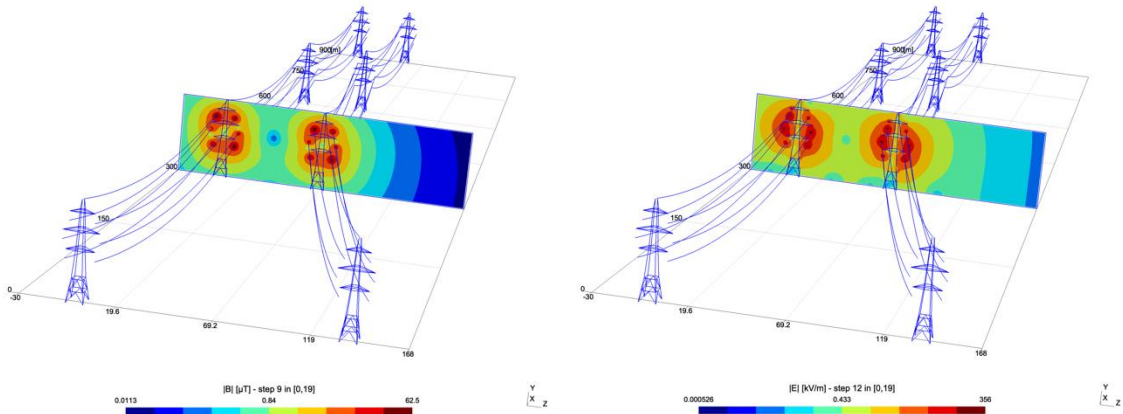 900[m]
750
600
300
150
0
-30
19.6
69.2
119
168
|B| [µT] - step 9 in [0,19]
0.0113
0.84
62.5
Y
X
Z
900[m]
750
600
300
150
0
-30
19.6
69.2
119
168
|E| [kV/m] - step 12 in [0,19]
0.000526
0.433
356
Y
X
Z